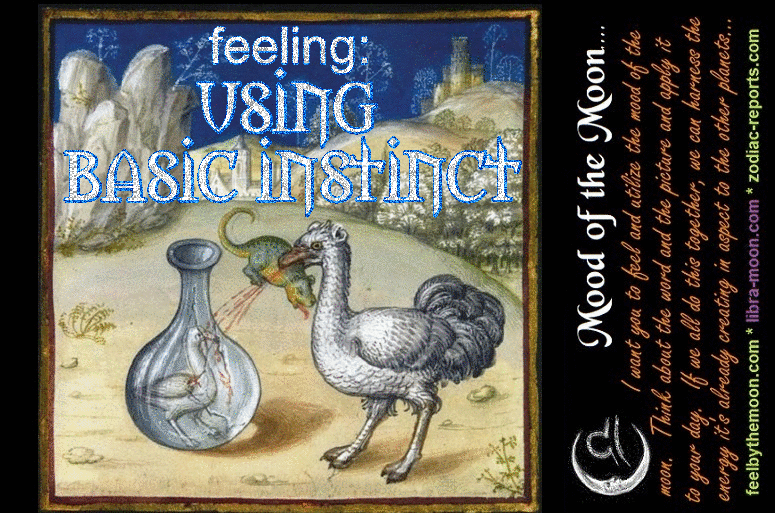 feeling:
USING
BASIC INSTINCT
Mood of the Moon....
I want you to feel and utilize the mood of the
moon. Think about the word and the picture and apply it
to your day. If we all do this together, we can harness the
energy it's already creating in aspect to the other planets...
feelbythemoon.com * libra-moon.com * zodiac-reports.com